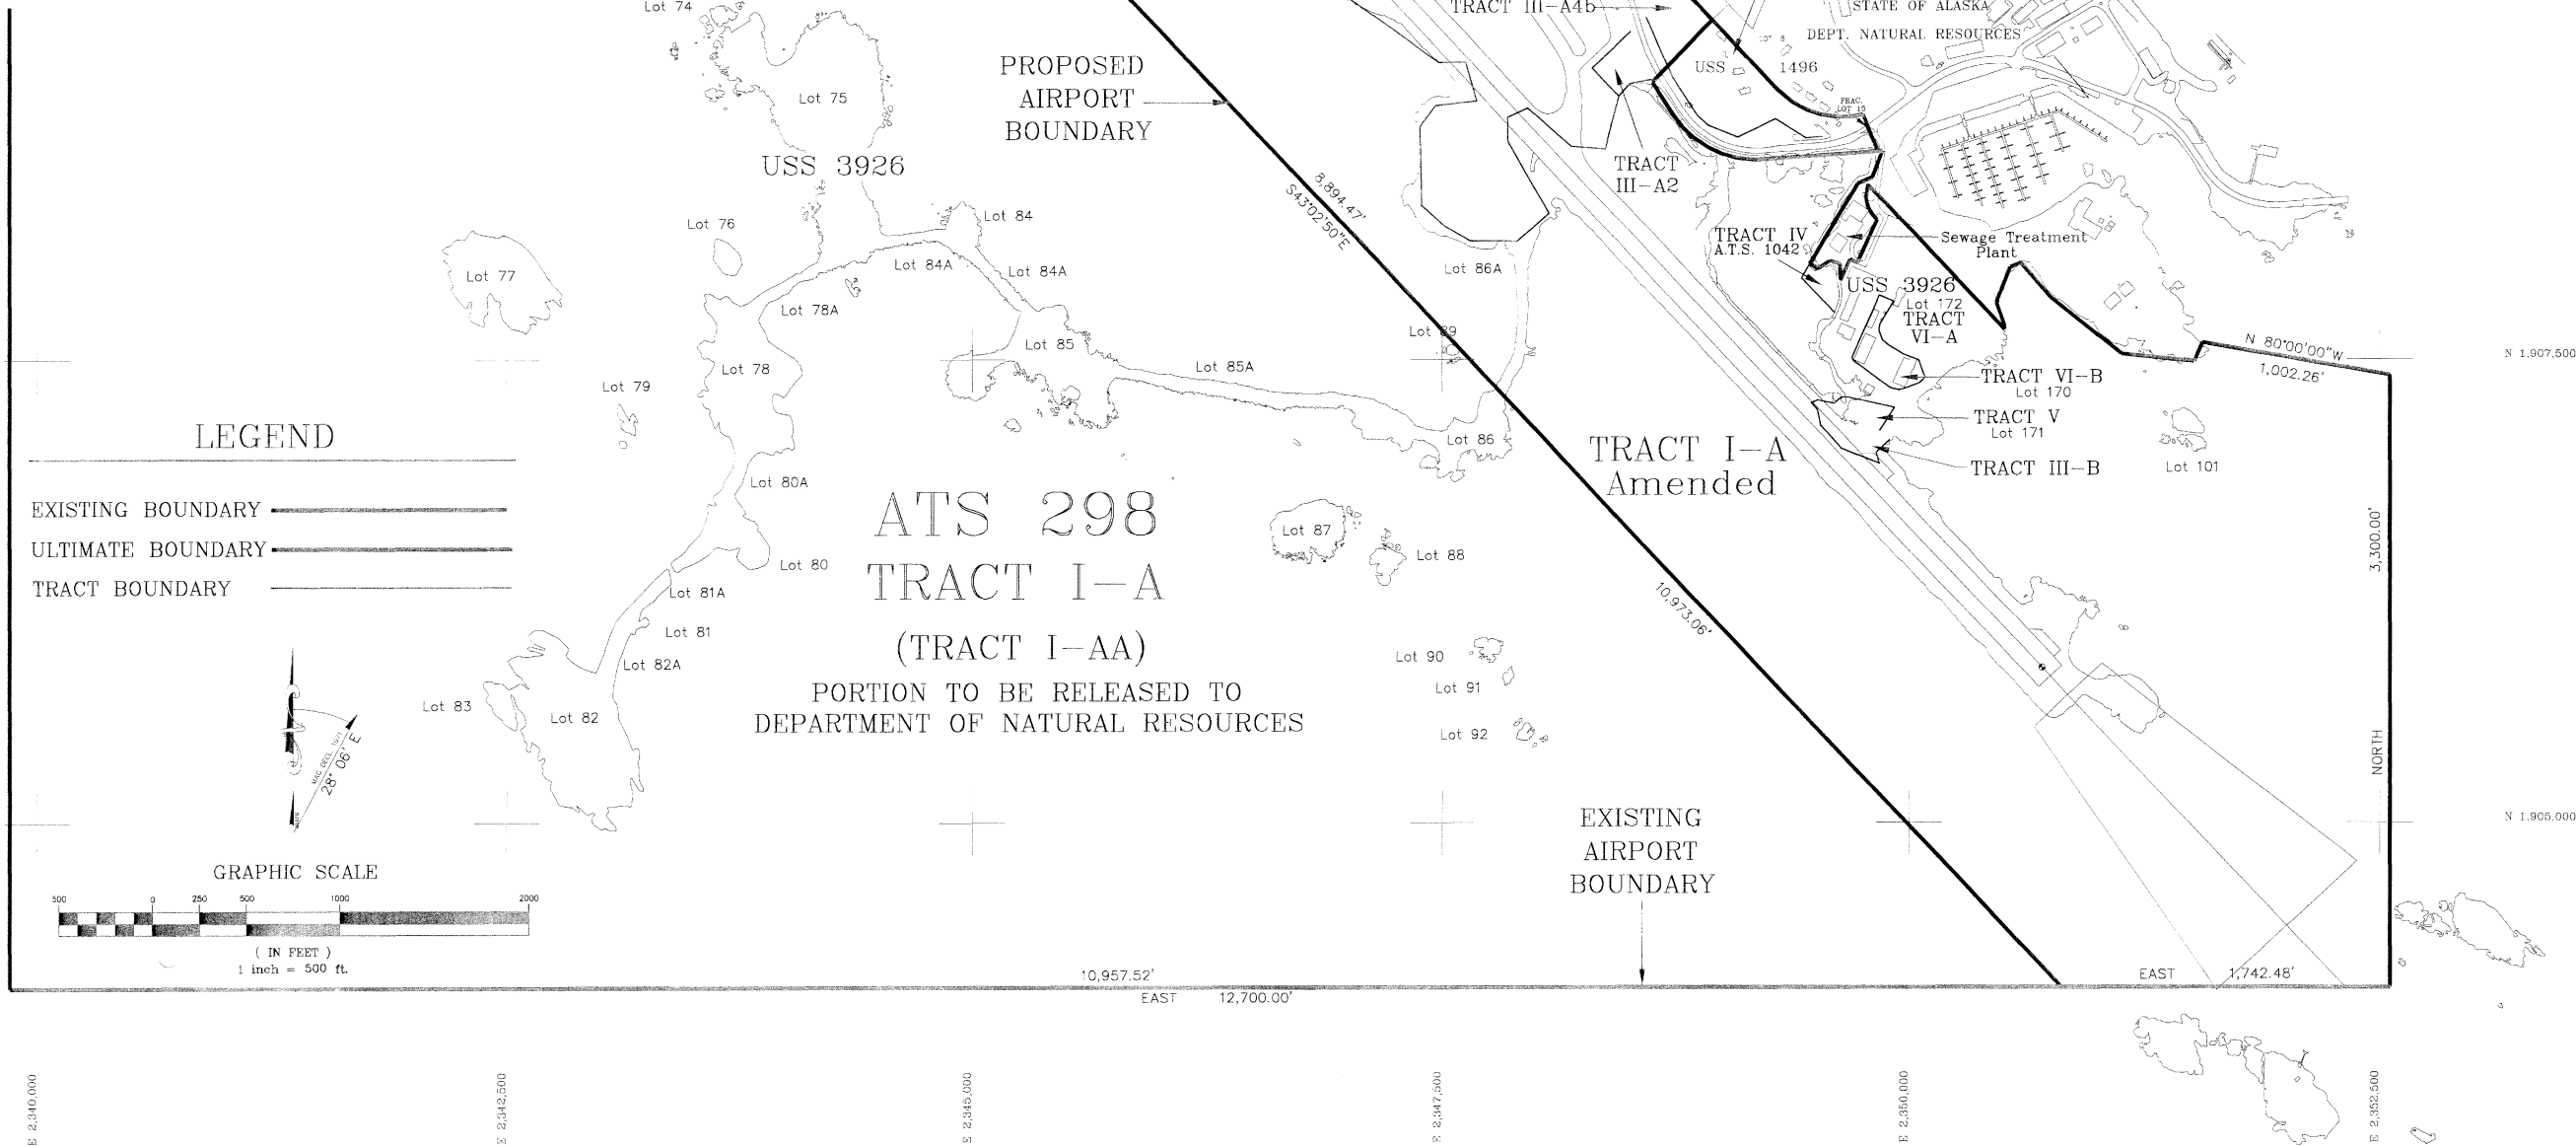 Lot 74
TRACT III-A4b
STATE OF ALASKA
DEPT. NATURAL RESOURCES
LOT 8
USS 1496
FRAC.
LOT 15
PROPOSED
AIRPORT
BOUNDARY
Lot 75
USS 3926
TRACT
III-A2
8,894.47'
S43°02'50"E
Lot 76
Lot 84
Lot 77
Lot 84A
Lot 84A
Lot 78A
Lot 86A
TRACT IV
A.T.S. 1042
Sewage Treatment
Plant
USS 3926
Lot 172
TRACT
VI-A
Lot 89
Lot 85
Lot 85A
Lot 78
Lot 79
N 80°00'00"W
1,002.26'
N 1,907,500
TRACT VI-B
Lot 170
TRACT V
Lot 171
TRACT III-B
Lot 101
Lot 86
TRACT I-A
Amended
LEGEND
EXISTING BOUNDARY
ULTIMATE BOUNDARY
TRACT BOUNDARY
Lot 80A
ATS 298
TRACT I-A
(TRACT I-AA)
PORTION TO BE RELEASED TO
DEPARTMENT OF NATURAL RESOURCES
Lot 87
Lot 88
Lot 80
Lot 81A
Lot 81
Lot 82A
Lot 83
Lot 82
Lot 90
Lot 91
Lot 92
10,973.06'
3,300.00'
NORTH
MAG DECL 1971
28° 06' E
N 1,905,000
EXISTING
AIRPORT
BOUNDARY
GRAPHIC SCALE
500 0 250 500 1000 2000
( IN FEET )
1 inch = 500 ft.
10,957.52'
EAST 12,700.00'
EAST 1,742.48'
E 2,340,000
E 2,342,500
E 2,345,000
E 2,347,500
E 2,350,000
E 2,352,500